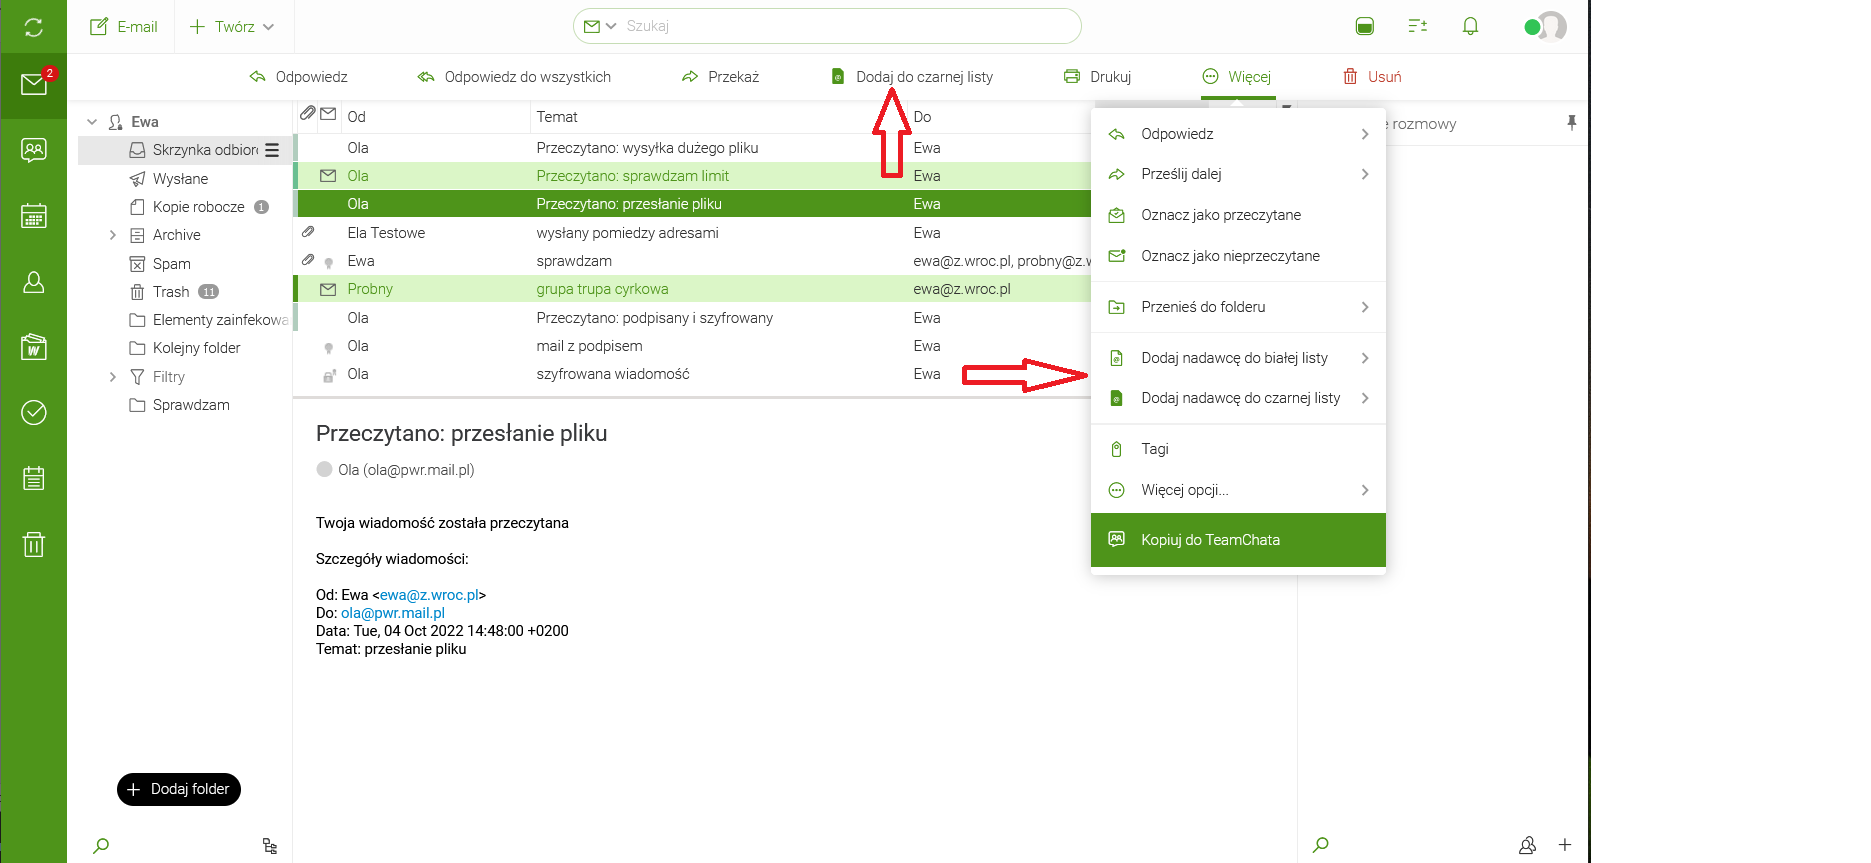 E-mail
Twórz
Szukaj
2
Odpowiedz
Odpowiedz do wszystkich
Przekaż
Dodaj do czarnej listy
Drukuj
Więcej
Usuń
Ewa
Skrzynka odbiorc
Wysłane
Kopie robocze 1
Archive
Spam
Trash 11
Elementy zainfekowa
Kolejny folder
Filtry
Sprawdzam
Dodaj folder
Od Temat Do
Ola Przeczytano: wysyłka dużego pliku Ewa
Ola Przeczytano: sprawdzam limit Ewa
Ola Przeczytano: przesłanie pliku Ewa
Ela Testowe wysłany pomiędzy adresami Ewa
Ewa sprawdzam ewa@z.wroc.pl, probny@z.w
Probny grupa trupa cyrkowa ewa@z.wroc.pl
Ola Przeczytano: podpisany i szyfrowany Ewa
Ola mail z podpisem Ewa
Ola szyfrowana wiadomość Ewa
Przeczytano: przesłanie pliku
Ola (ola@pwr.mail.pl)
Twoja wiadomość została przeczytana
Szczegóły wiadomości:
Od: Ewa <ewa@z.wroc.pl>
Do: ola@pwr.mail.pl
Data: Tue, 04 Oct 2022 14:48:00 +0200
Temat: przesłanie pliku
Odpowiedz
Prześlij dalej
Oznacz jako przeczytane
Oznacz jako nieprzeczytane
Przenieś do folderu
Dodaj nadawcę do białej listy
Dodaj nadawcę do czarnej listy
Tagi
Więcej opcji...
Kopiuj do TeamChata
e rozmowy